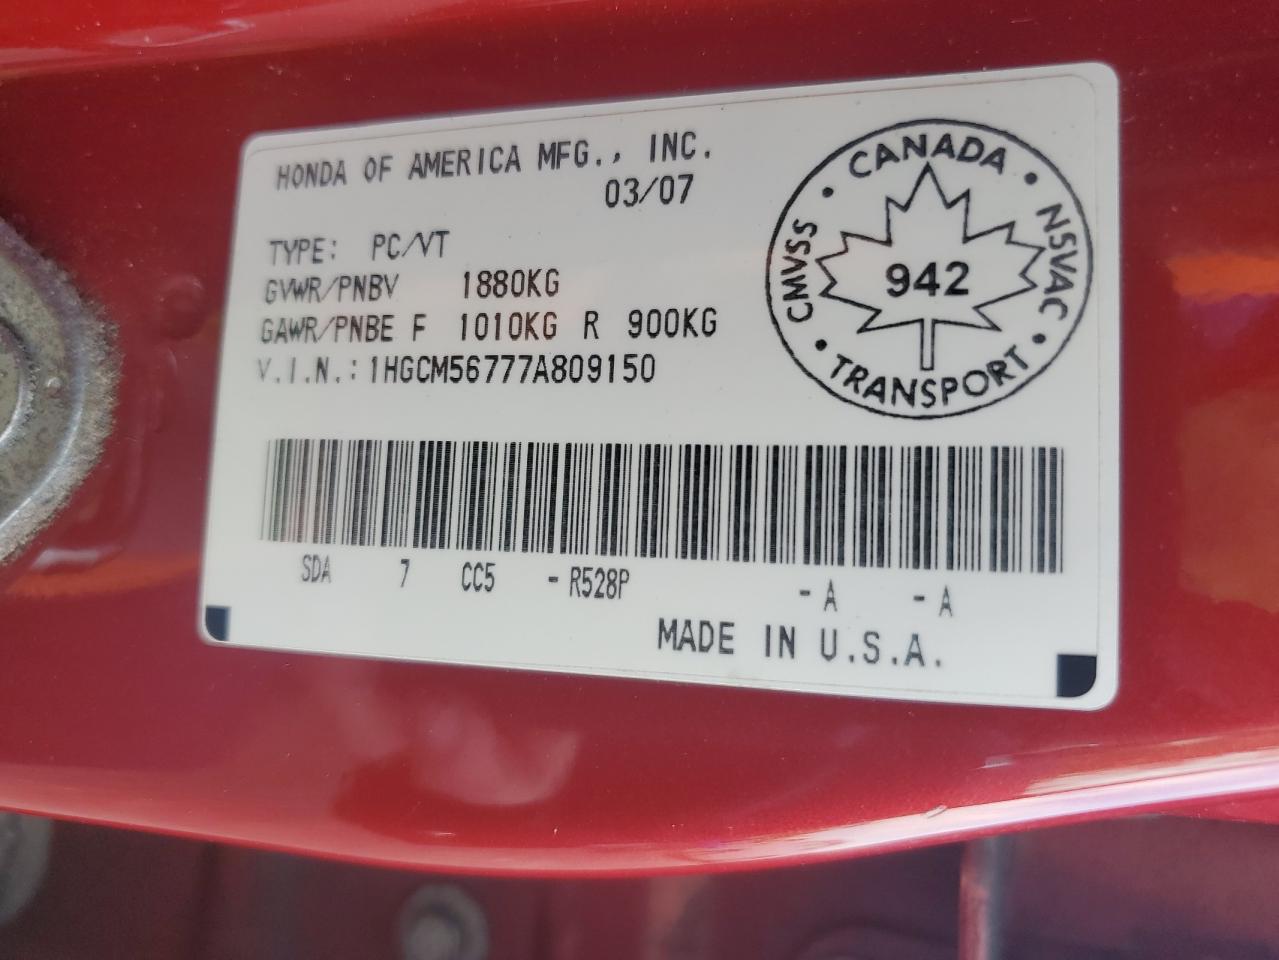 HONDA OF AMERICA MFG., INC.
03/07
TYPE: PC/VT
GVWR/PNBV 1880KG
GAWR/PNBE F 1010KG R 900KG
V.I.N.: 1HGCM56777A809150
CANADA
NSVAC
CMVSS
942
TRANSPORT
SDA 7 CC5 - R528P - A - A
MADE IN U.S.A.